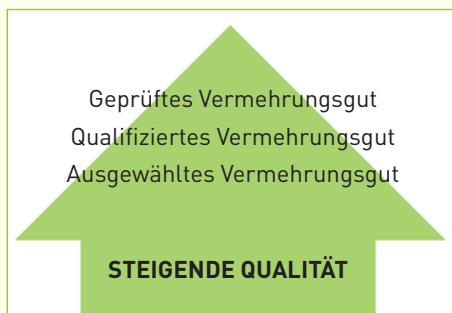 Geprüftes Vermehrungsgut
Qualifiziertes Vermehrungsgut
Ausgewähltes Vermehrungsgut
STEIGENDE QUALITÄT